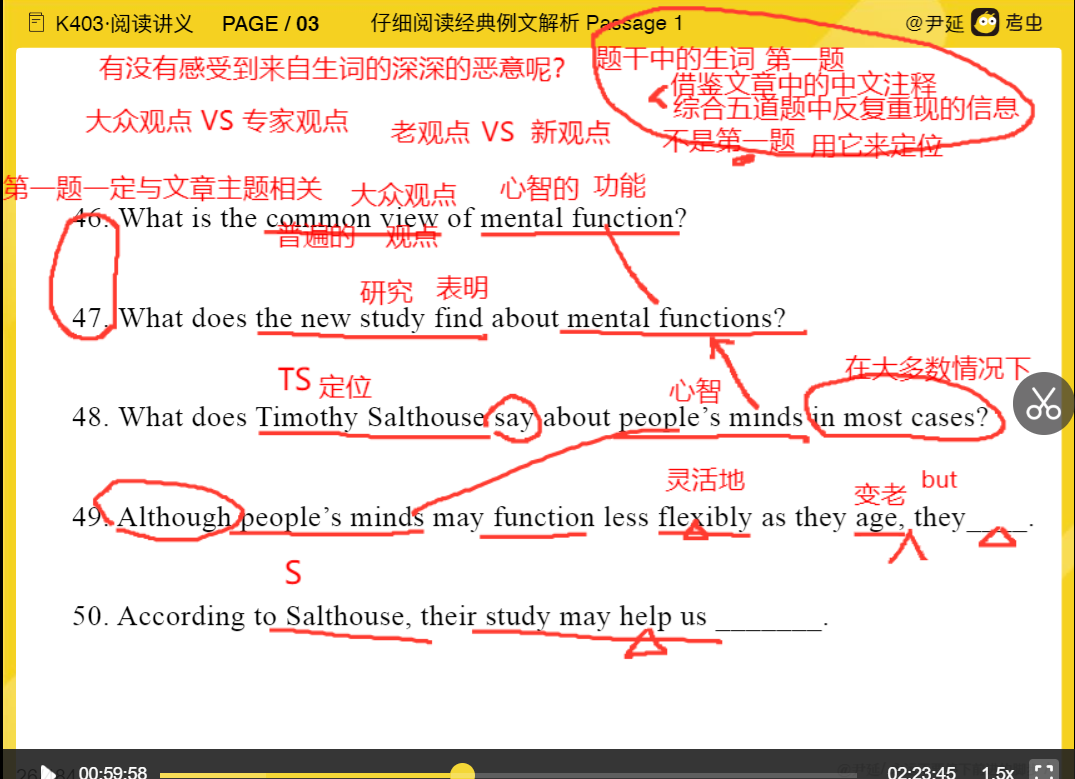 K403·阅读讲义 PAGE / 03 仔细阅读经典例文解析 Passage 1 @尹延 考虫
有没有感受到来自生词的深深的恶意呢?
题干中的生词 第一题
借鉴文章中的中文注释
综合五道题中反复重现的信息
大众观点 VS 专家观点 老观点 VS 新观点
不是第一题 用它来定位
第一题一定与文章主题相关 大众观点 心智的 功能
46. What is the common view of mental function?
普遍的 观点
研究 表明
47. What does the new study find about mental functions?
TS 定位 心智 在大多数情况下
48. What does Timothy Salthouse say about people's minds in most cases?
灵活地 变老 but
49. Although people's minds may function less flexibly as they age, they____.
S
50. According to Salthouse, their study may help us _______.
00:59:58 02:23:45 1.5x